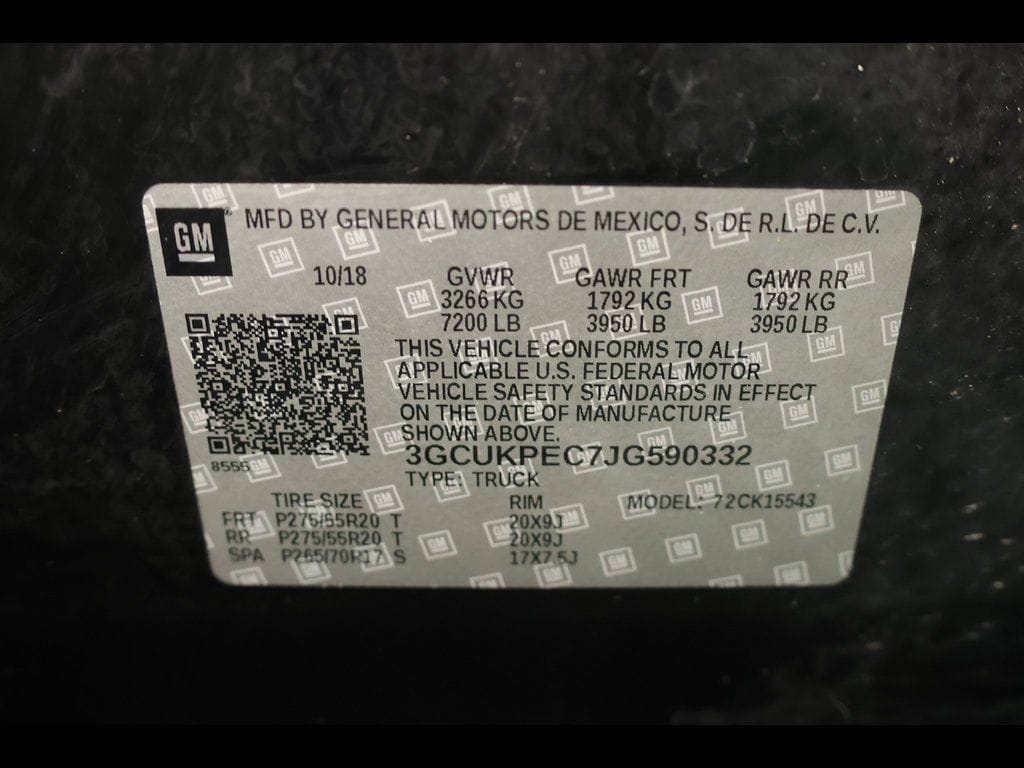 GM
MFD BY GENERAL MOTORS DE MEXICO, S. DE R.L. DE C.V.
10/18 GVWR GAWR FRT GAWR RR
3266 KG 1792 KG 1792 KG
7200 LB 3950 LB 3950 LB
THIS VEHICLE CONFORMS TO ALL
APPLICABLE U.S. FEDERAL MOTOR
VEHICLE SAFETY STANDARDS IN EFFECT
ON THE DATE OF MANUFACTURE
SHOWN ABOVE.
8555 3GCUKPEC7JG590332
TYPE: TRUCK
TIRE SIZE RIM MODEL: 72CK15543
FRT P275/55R20 T 20X9J
RR P275/55R20 T 20X9J
SPA P265/70R17 S 17X7.5J